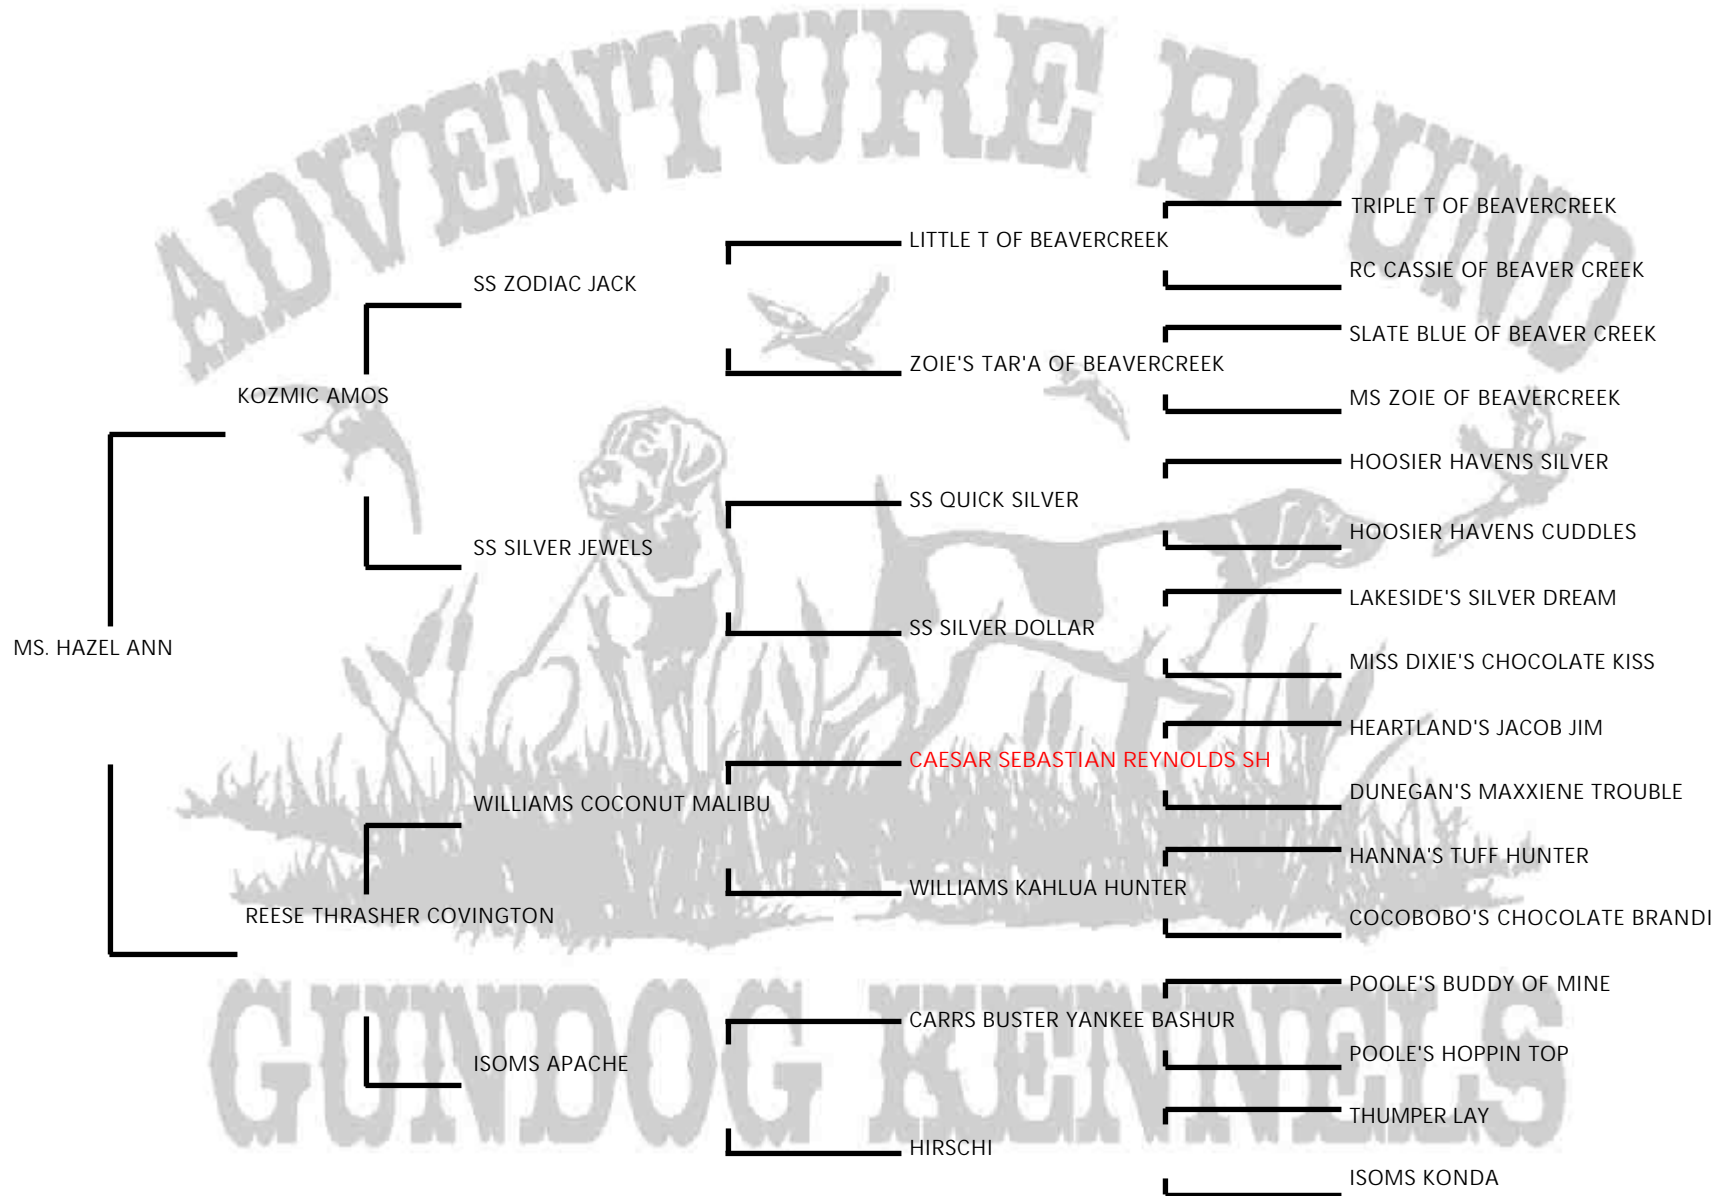 ADVENTURE BOUND
TRIPLE T OF BEAVERCREEK
LITTLE T OF BEAVERCREEK
RC CASSIE OF BEAVER CREEK
SS ZODIAC JACK
SLATE BLUE OF BEAVER CREEK
ZOIE'S TAR'A OF BEAVERCREEK
KOZMIC AMOS
MS ZOIE OF BEAVERCREEK
HOOSIER HAVENS SILVER
SS QUICK SILVER
HOOSIER HAVENS CUDDLES
SS SILVER JEWELS
LAKESIDE'S SILVER DREAM
SS SILVER DOLLAR
MS. HAZEL ANN
MISS DIXIE'S CHOCOLATE KISS
HEARTLAND'S JACOB JIM
CAESAR SEBASTIAN REYNOLDS SH
DUNEGAN'S MAXXIENE TROUBLE
WILLIAMS COCONUT MALIBU
HANNA'S TUFF HUNTER
WILLIAMS KAHLUA HUNTER
REESE THRASHER COVINGTON
COCOBOBO'S CHOCOLATE BRANDI
POOLE'S BUDDY OF MINE
CARRS BUSTER YANKEE BASHUR
POOLE'S HOPPIN TOP
ISOMS APACHE
GUNDOG KENNELS
THUMPER LAY
HIRSCHI
ISOMS KONDA